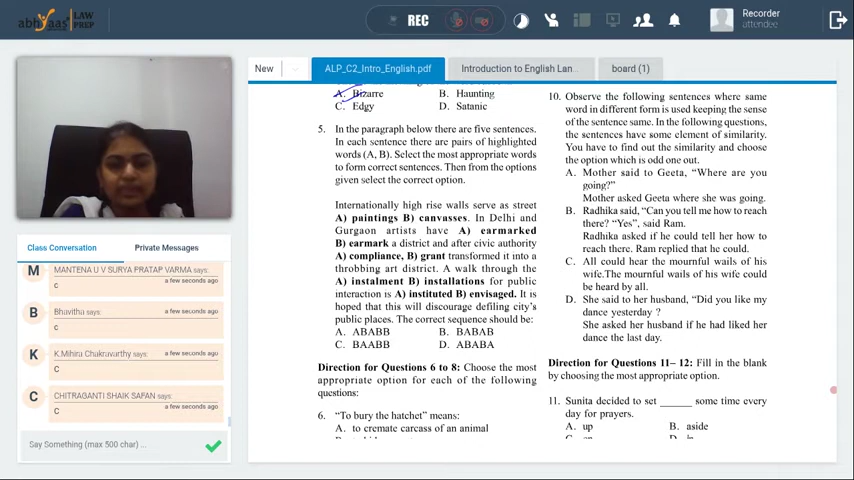 abhyaas LAW PREP
REC
Recorder
attendee
New
ALP_C2_Intro_English.pdf
Introduction to English Lan...
board (1)
Class Conversation
Private Messages
M
MANTENA U V SURYA PRATAP VARMA says:
a few seconds ago
c
B
Bhavitha says:
a few seconds ago
c
K
K.Mihira Chakravarthy says:
a few seconds ago
C
C
CHITRAGANTI SHAIK SAFAN says:
a few seconds ago
C
Say Something (max 500 char) ...
A. Bizarre B. Haunting
C. Edgy D. Satanic
5. In the paragraph below there are five sentences.
In each sentence there are pairs of highlighted
words (A, B). Select the most appropriate words
to form correct sentences. Then from the options
given select the correct option.
Internationally high rise walls serve as street
A) paintings B) canvasses. In Delhi and
Gurgaon artists have A) earmarked
B) earmark a district and after civic authority
A) compliance, B) grant transformed it into a
throbbing art district. A walk through the
A) instalment B) installations for public
interaction is A) instituted B) envisaged. It is
hoped that this will discourage defiling city's
public places. The correct sequence should be:
A. ABABB B. BABAB
C. BAABB D. ABABA
Direction for Questions 6 to 8: Choose the most
appropriate option for each of the following
questions:
6. "To bury the hatchet" means:
A. to cremate carcass of an animal
10. Observe the following sentences where same
word in different form is used keeping the sense
of the sentence same. In the following questions,
the sentences have some element of similarity.
You have to find out the similarity and choose
the option which is odd one out.
A. Mother said to Geeta, "Where are you
going?"
Mother asked Geeta where she was going.
B. Radhika said, "Can you tell me how to reach
there? "Yes", said Ram.
Radhika asked if he could tell her how to
reach there. Ram replied that he could.
C. All could hear the mournful wails of his
wife.The mournful wails of his wife could
be heard by all.
D. She said to her husband, "Did you like my
dance yesterday ?
She asked her husband if he had liked her
dance the last day.
Direction for Questions 11– 12: Fill in the blank
by choosing the most appropriate option.
11. Sunita decided to set ______ some time every
day for prayers.
A. up B. aside